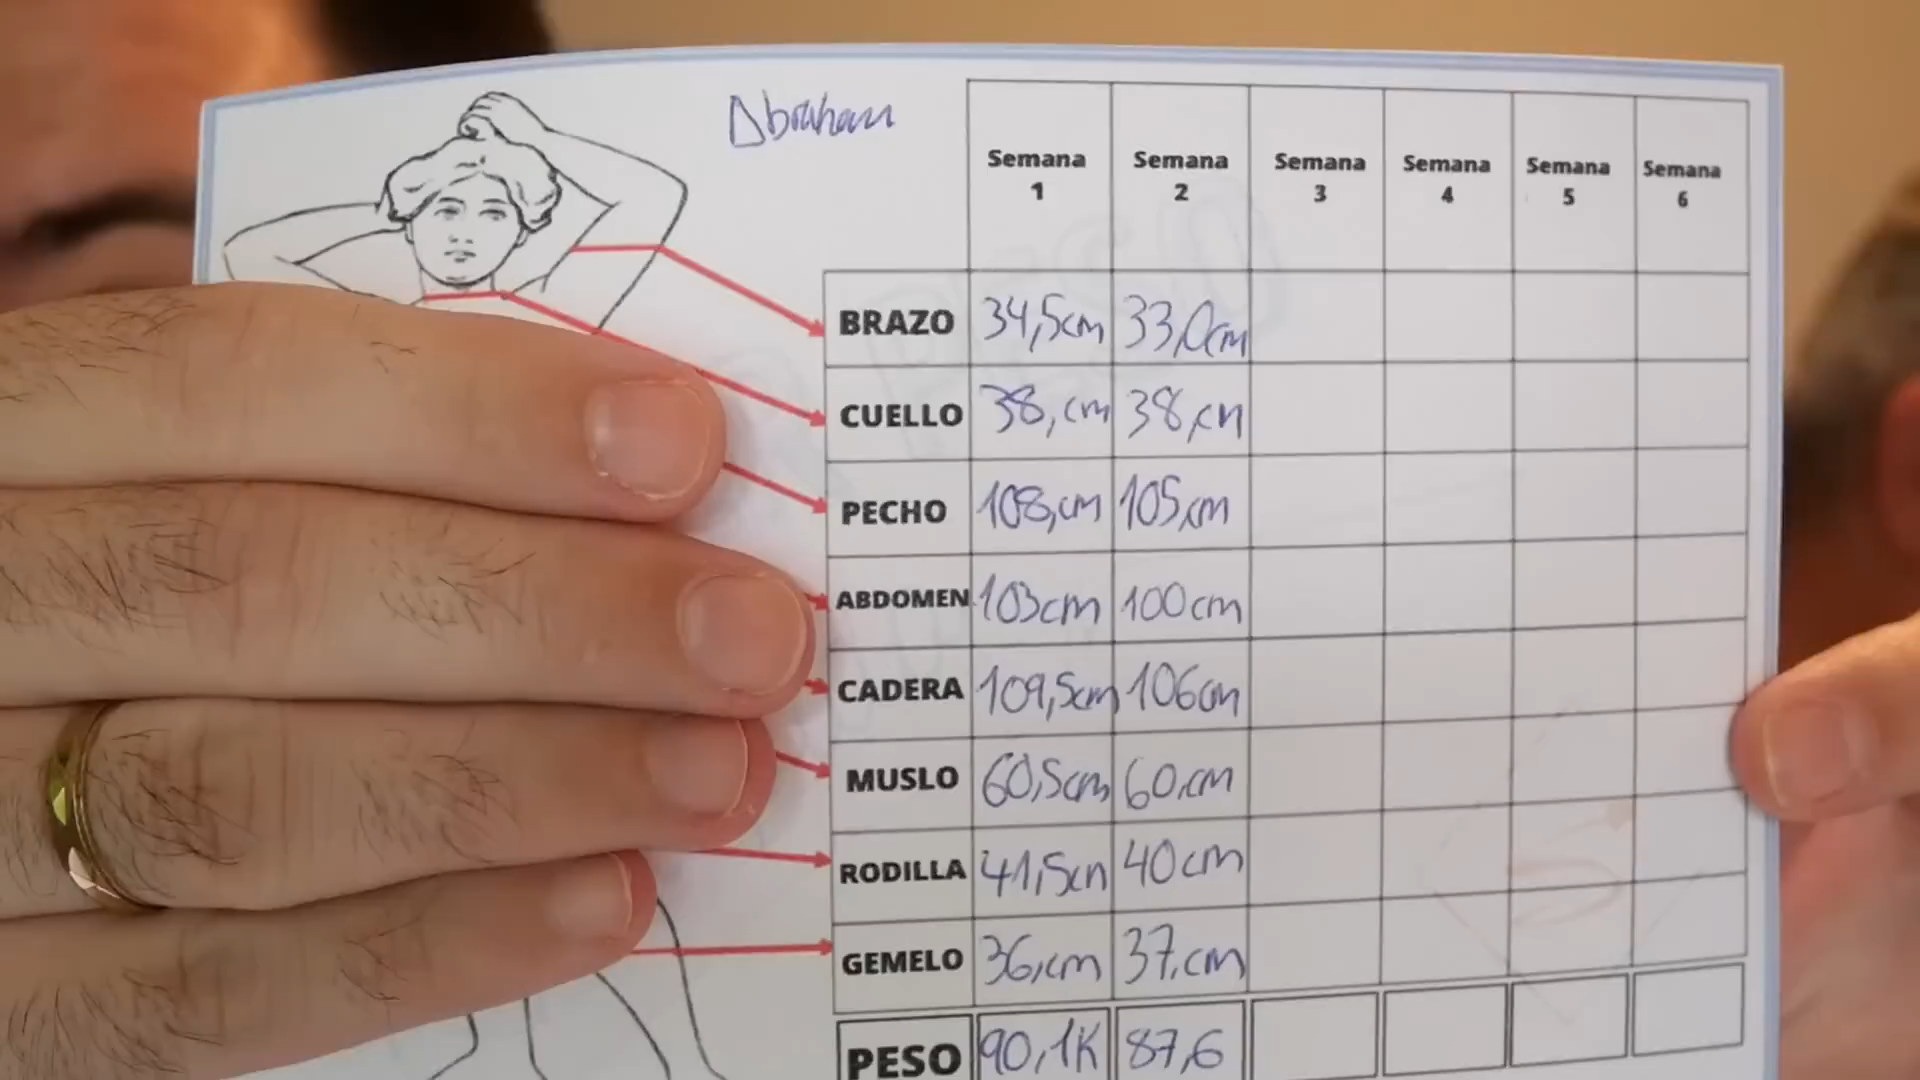 Abraham
Semana 1 Semana 2 Semana 3 Semana 4 Semana 5 Semana 6
BRAZO 34,5cm 33,0cm
CUELLO 38,cm 38,cm
PECHO 108,cm 105,cm
ABDOMEN 103cm 100cm
CADERA 109,5cm 106cm
MUSLO 60,5cm 60,cm
RODILLA 41,5cm 40cm
GEMELO 36,cm 37,cm
PESO 90,1K 87,6